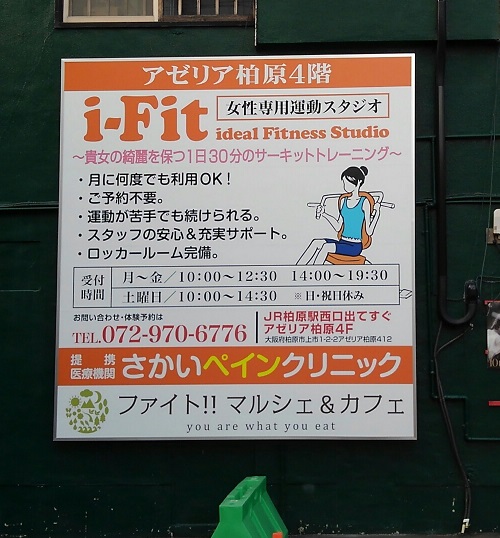 アゼリア柏原4階
i-Fit
女性専用運動スタジオ
ideal Fitness Studio
～貴女の綺麗を保つ1日30分のサーキットトレーニング～
・月に何度でも利用OK！
・ご予約不要。
・運動が苦手でも続けられる。
・スタッフの安心＆充実サポート。
・ロッカールーム完備。
受付時間
月～金／10:00～12:30 14:00～19:30
土曜日／10:00～14:30 ※日・祝日休み
お問い合わせ・体験予約は
TEL.072-970-6776
JR柏原駅西口出てすぐ
アゼリア柏原4F
大阪府柏原市上市1-2-2アゼリア柏原412
提携
医療機関
さかいペインクリニック
ファイト!! マルシェ＆カフェ
you are what you eat